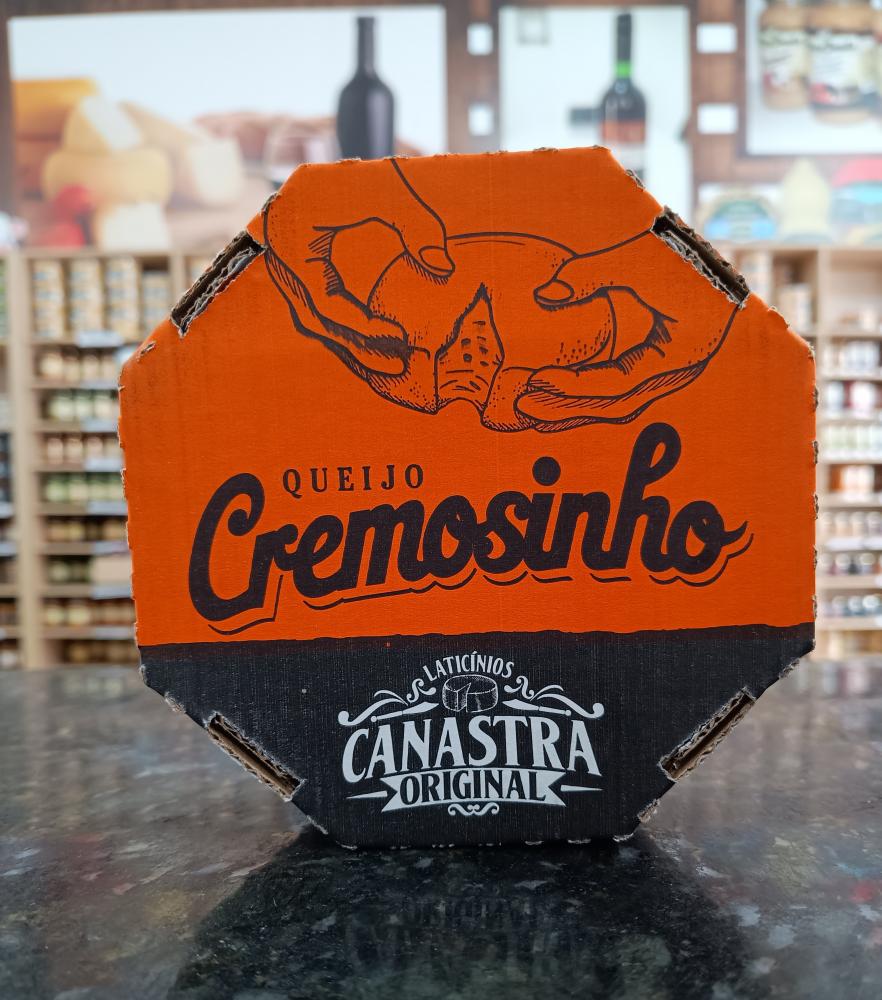 QUEIJO
Cremosinho
LATICÍNIOS
CANASTRA
ORIGINAL